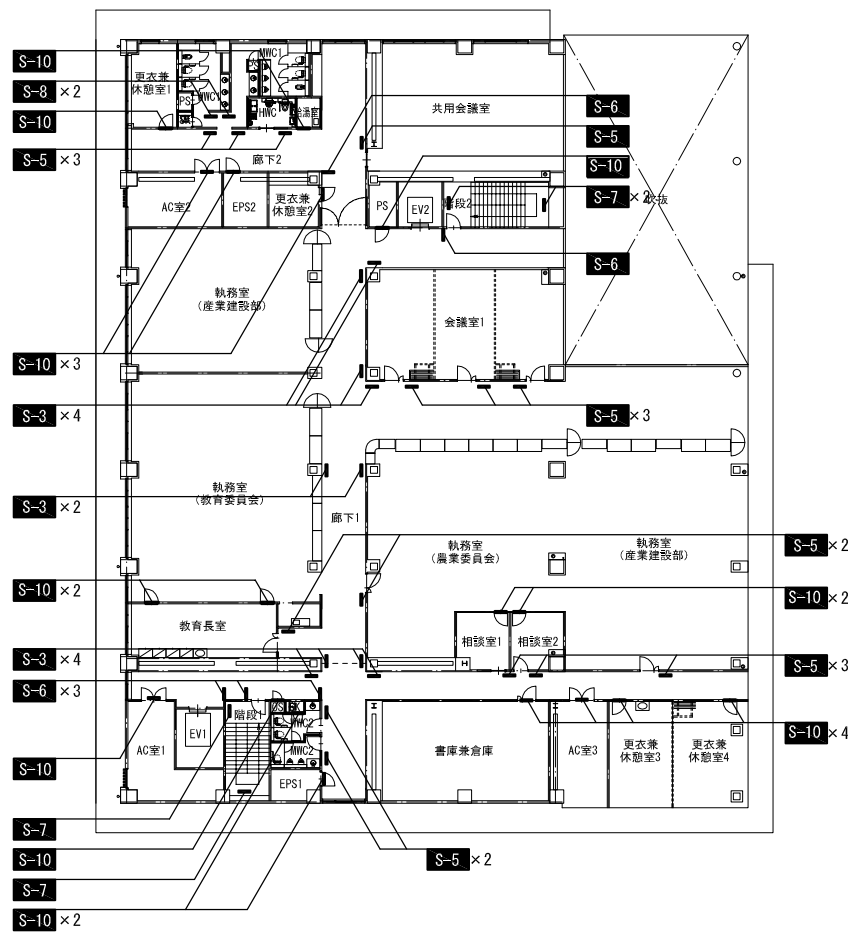 S-10
S-8 ×2
S-10
S-5 ×3
更衣兼
休憩室1
MWC1
PS
MWC1
HWC
給湯室
共用会議室
S-6
S-5
S-10
S-7 ×2
吹抜
廊下2
AC室2
EPS2
更衣兼
休憩室2
PS
EV2
階段2
S-6
執務室
(産業建設部)
会議室1
S-10 ×3
S-3 ×4
S-5 ×3
執務室
(教育委員会)
S-3 ×2
廊下1
執務室
(農業委員会)
執務室
(産業建設部)
S-5 ×2
S-10 ×2
S-10 ×2
教育長室
相談室1
相談室2
S-3 ×4
S-5 ×3
S-6 ×3
階段1
MWC2
MWC2
EV1
AC室1
EPS1
書庫兼倉庫
AC室3
更衣兼
休憩室3
更衣兼
休憩室4
S-10 ×4
S-10
S-7
S-10
S-5 ×2
S-7
S-10 ×2